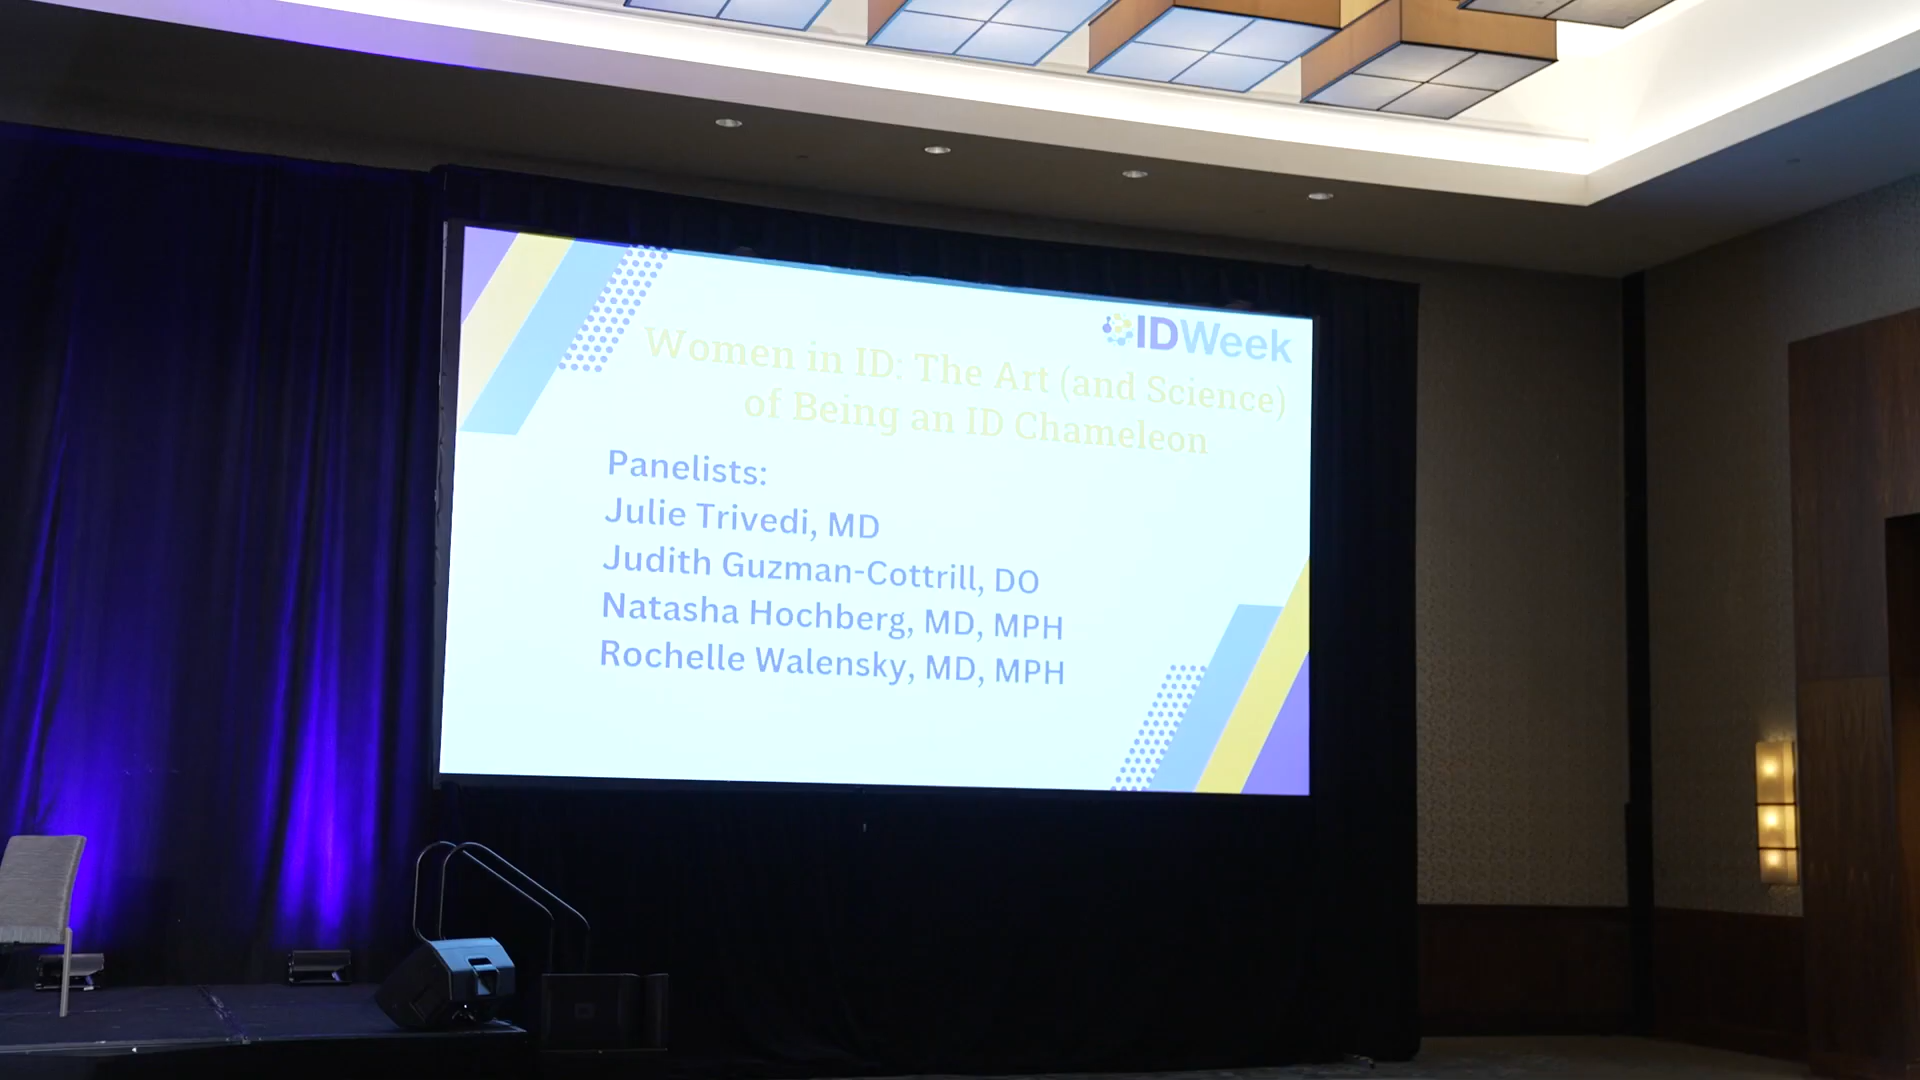 IDWeek
Women in ID: The Art (and Science)
of Being an ID Chameleon
Panelists:
Julie Trivedi, MD
Judith Guzman-Cottrill, DO
Natasha Hochberg, MD, MPH
Rochelle Walensky, MD, MPH